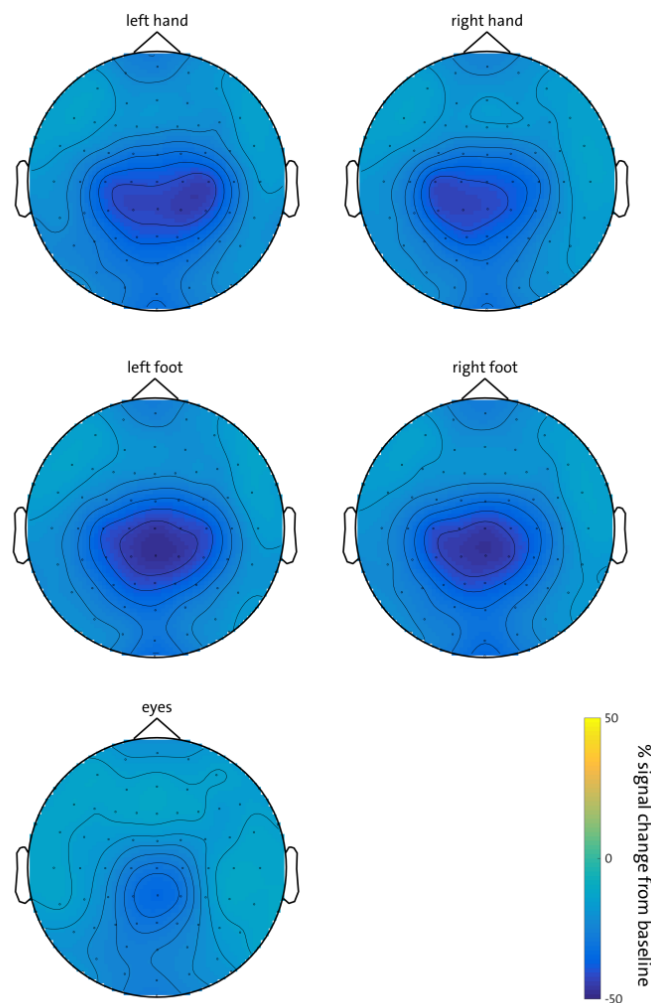 left hand
right hand
left foot
right foot
eyes
50
0
-50
% signal change from baseline